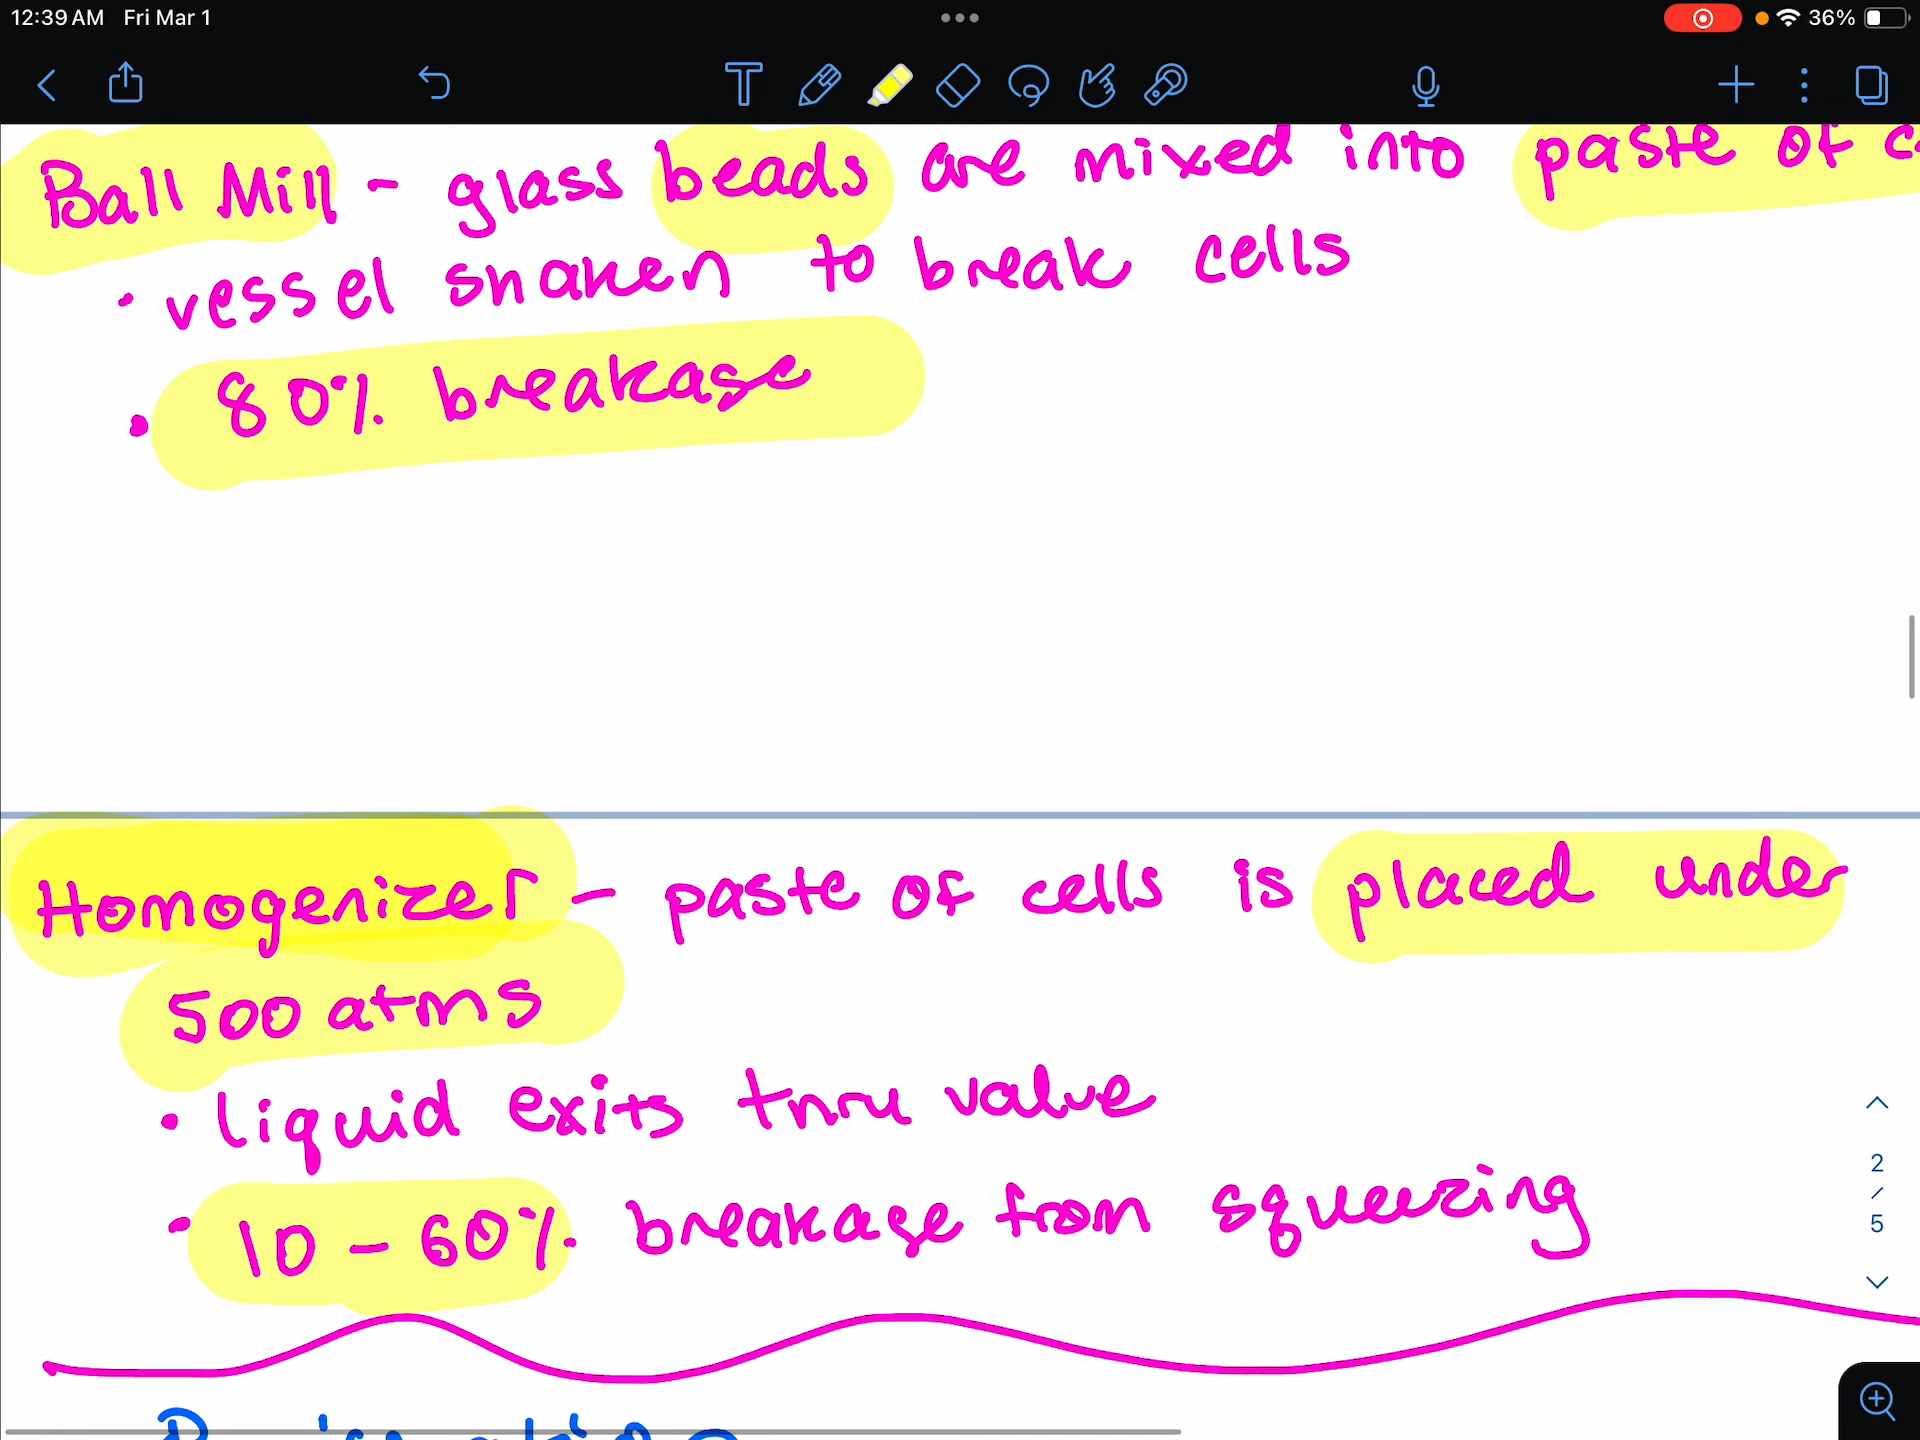 12:39 AM Fri Mar 1
36%
Ball Mill - glass beads are mixed into paste of
• vessel shaken to break cells
• 80% breakage
Homogenizer - paste of cells is placed under
500 atms
• liquid exits thru valve
• 10 - 60% breakage from squeezing
2
/
5